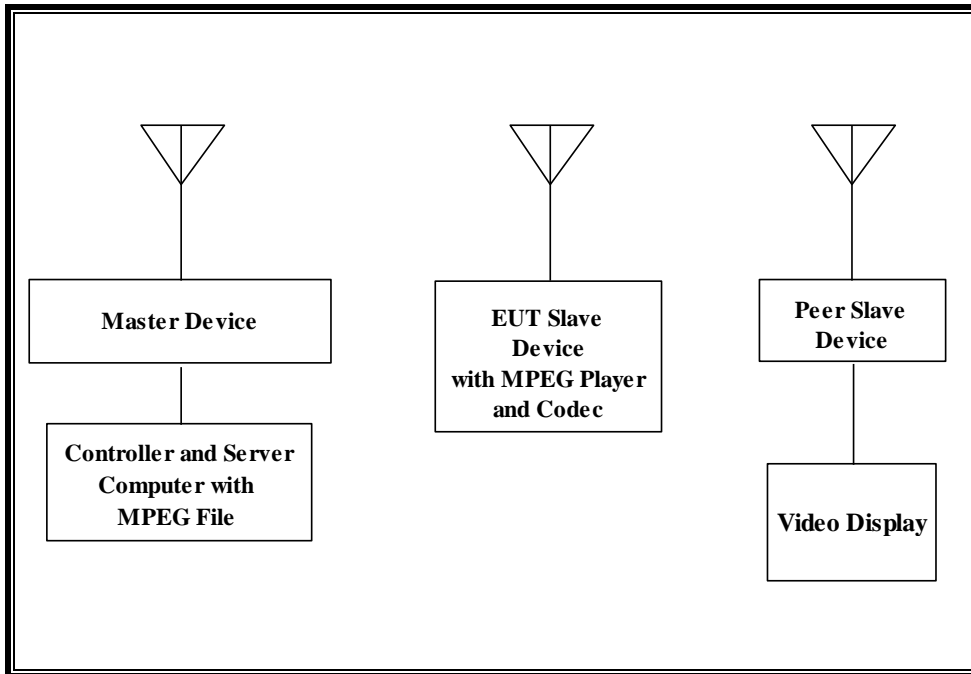 Master Device
Controller and Server
Computer with
MPEG File
EUT Slave
Device
with MPEG Player
and Codec
Peer Slave
Device
Video Display